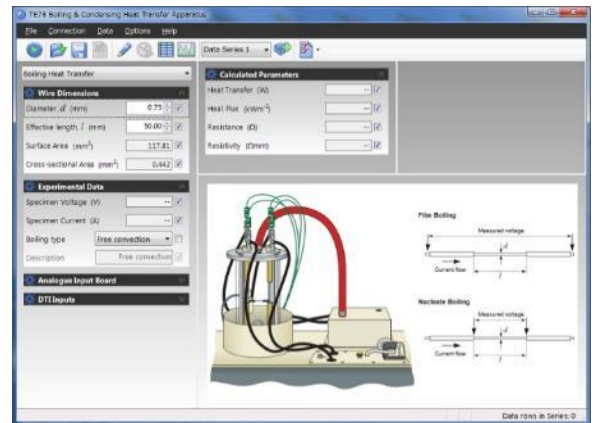 TE78 Boiling & Condensing Heat Transfer Apparatus
File Connection Data Options Help
Data Series 1
Boiling Heat Transfer
Wire Dimensions
Diameter, d (mm) 0.75
Effective length, l (mm) 50.00
Surface Area (mm²) 117.81
Cross-sectional Area (mm²) 0.442
Experimental Data
Specimen Voltage (V) --
Specimen Current (A) --
Boiling type Free convection
Description Free convection
Analogue Input Board
DTI Inputs
Calculated Parameters
Heat Transfer (W) --
Heat Flux (kWm⁻²) --
Resistance (Ω) --
Resistivity (Ωmm) --
Film Boiling
Measured voltage
d
Current flow
l
Nucleate Boiling
Measured voltage
d
Current flow
l
Data rows in Series: 0